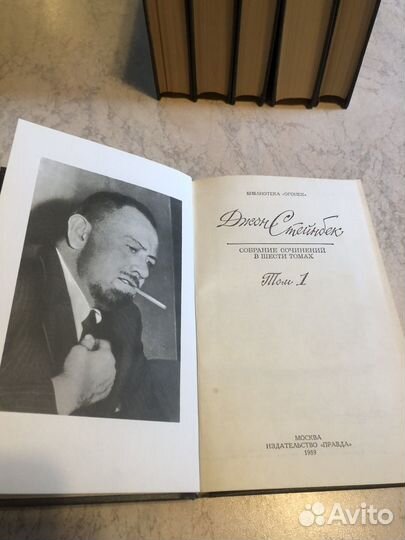 БИБЛИОТЕКА «ОГОНЕК»
Джон Стейнбек
СОБРАНИЕ СОЧИНЕНИЙ
В ШЕСТИ ТОМАХ
Том 1
МОСКВА
ИЗДАТЕЛЬСТВО «ПРАВДА»
1989
Avito